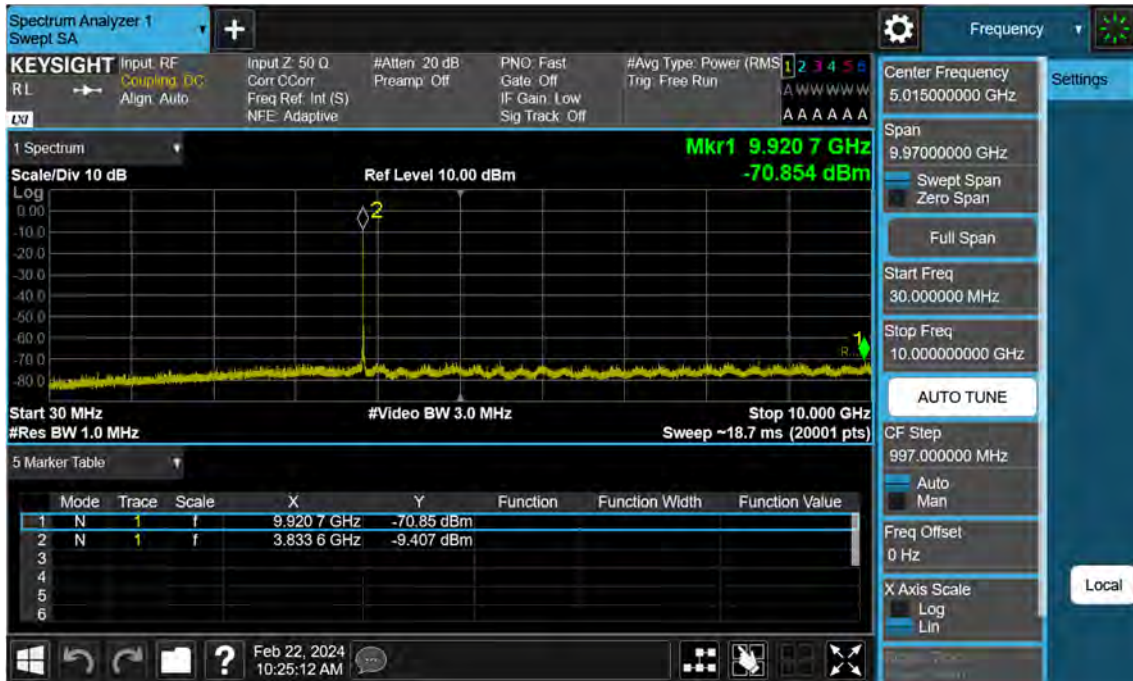 Spectrum Analyzer 1
Swept SA
Frequency
KEYSIGHT
RL
LXI
Input: RF
Coupling: DC
Align: Auto
Input Z: 50 Ω
Corr CCorr
Freq Ref: Int (S)
NFE: Adaptive
#Atten: 20 dB
Preamp: Off
PNO: Fast
Gate: Off
IF Gain: Low
Sig Track: Off
#Avg Type: Power (RMS
Trig: Free Run
1 2 3 4 5 6
A W W W W W
A A A A A A
1 Spectrum
Mkr1 9.920 7 GHz
-70.854 dBm
Scale/Div 10 dB
Ref Level 10.00 dBm
Log
0.00
-10.0
-20.0
-30.0
-40.0
-50.0
-60.0
-70.0
-80.0
2
1
R...
Start 30 MHz
#Video BW 3.0 MHz
Stop 10.000 GHz
#Res BW 1.0 MHz
Sweep ~18.7 ms (20001 pts)
5 Marker Table
Mode Trace Scale X Y Function Function Width Function Value
1 N 1 f 9.920 7 GHz -70.85 dBm
2 N 1 f 3.833 6 GHz -9.407 dBm
3
4
5
6
Feb 22, 2024
10:25:12 AM
Center Frequency
5.015000000 GHz
Span
9.97000000 GHz
Swept Span
Zero Span
Full Span
Start Freq
30.000000 MHz
Stop Freq
10.000000000 GHz
AUTO TUNE
CF Step
997.000000 MHz
Auto
Man
Freq Offset
0 Hz
X Axis Scale
Log
Lin
Settings
Local